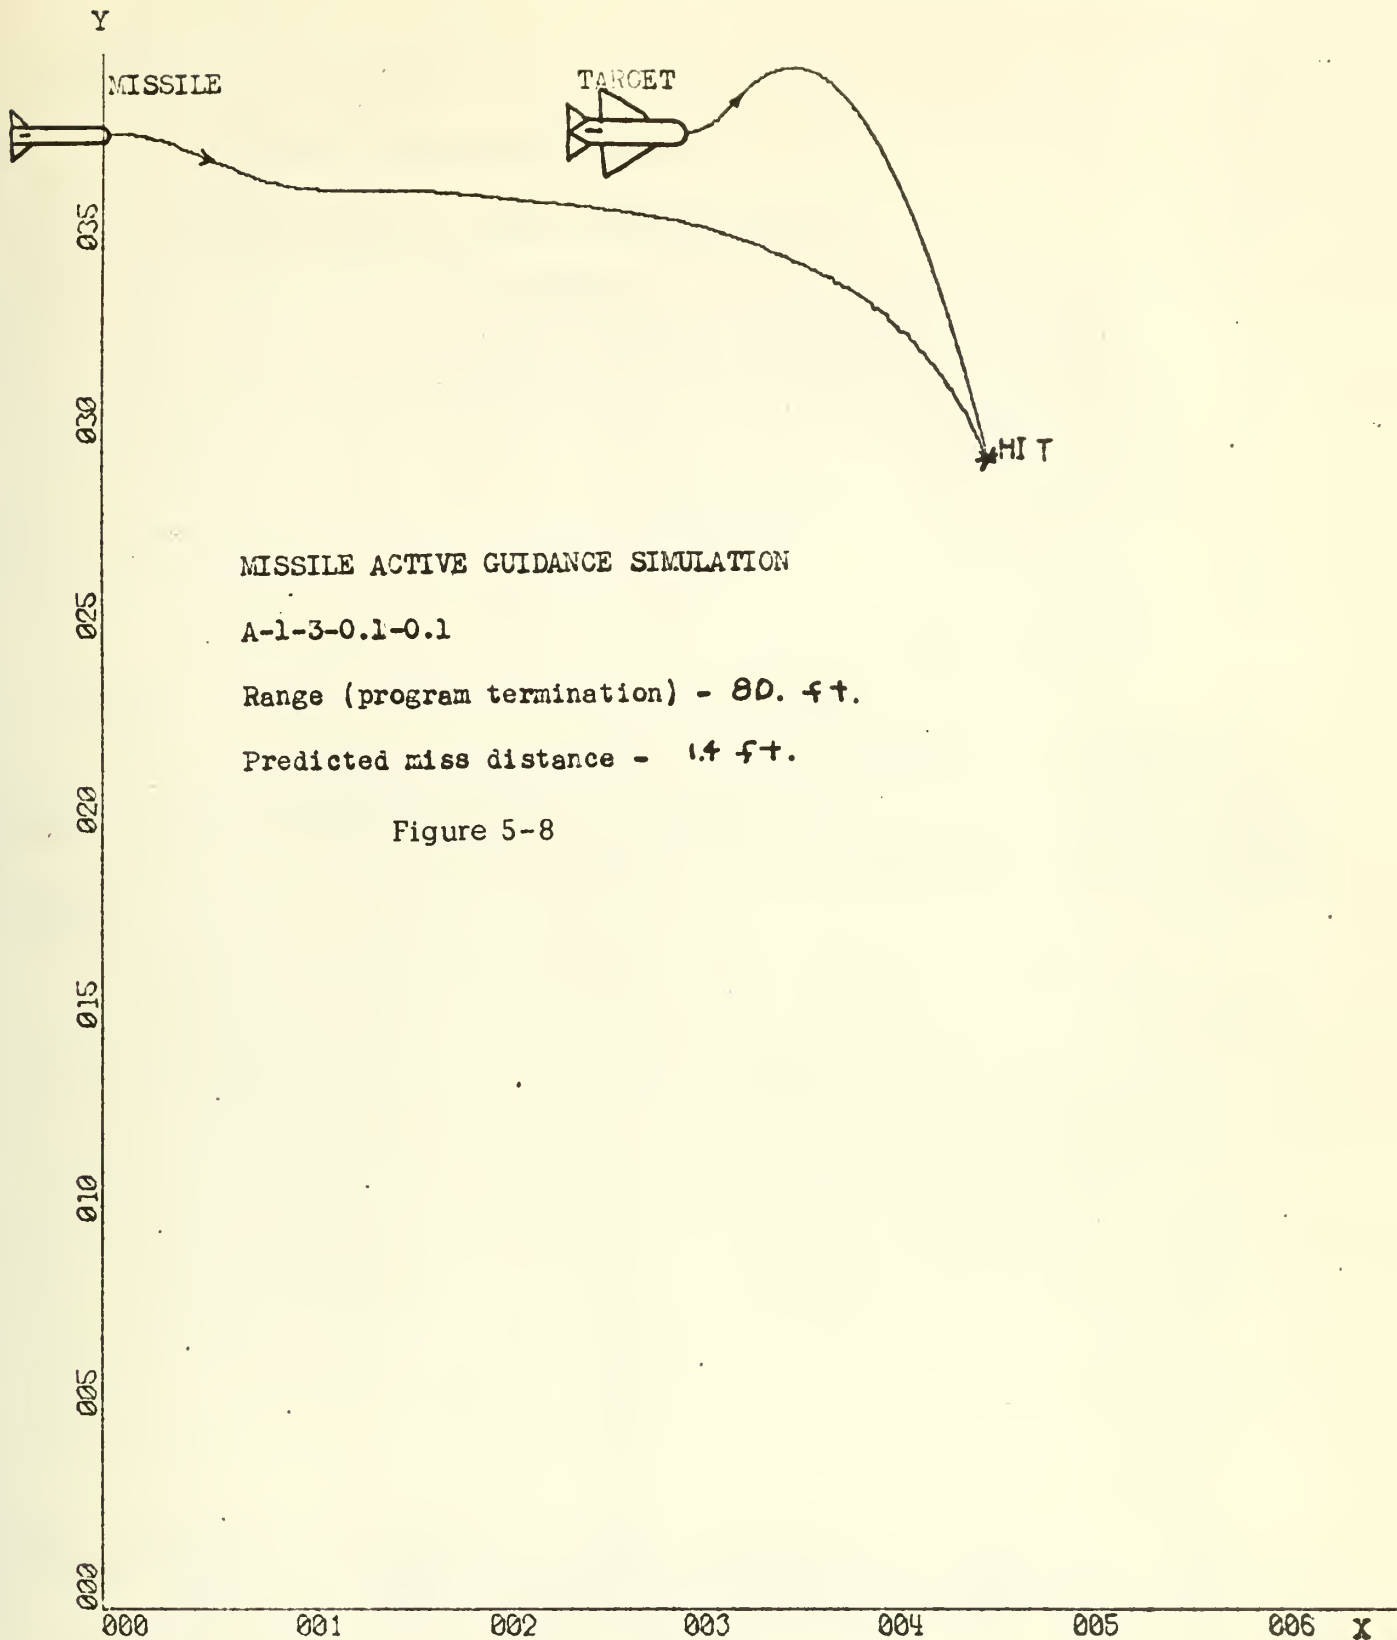 Y
MISSILE
TARGET
035
030
HIT
MISSILE ACTIVE GUIDANCE SIMULATION
025
A-1-3-0.1-0.1
Range (program termination) - 80. ft.
Predicted miss distance - 1.4 ft.
020
Figure 5-8
015
010
005
000
000 001 002 003 004 005 006 X